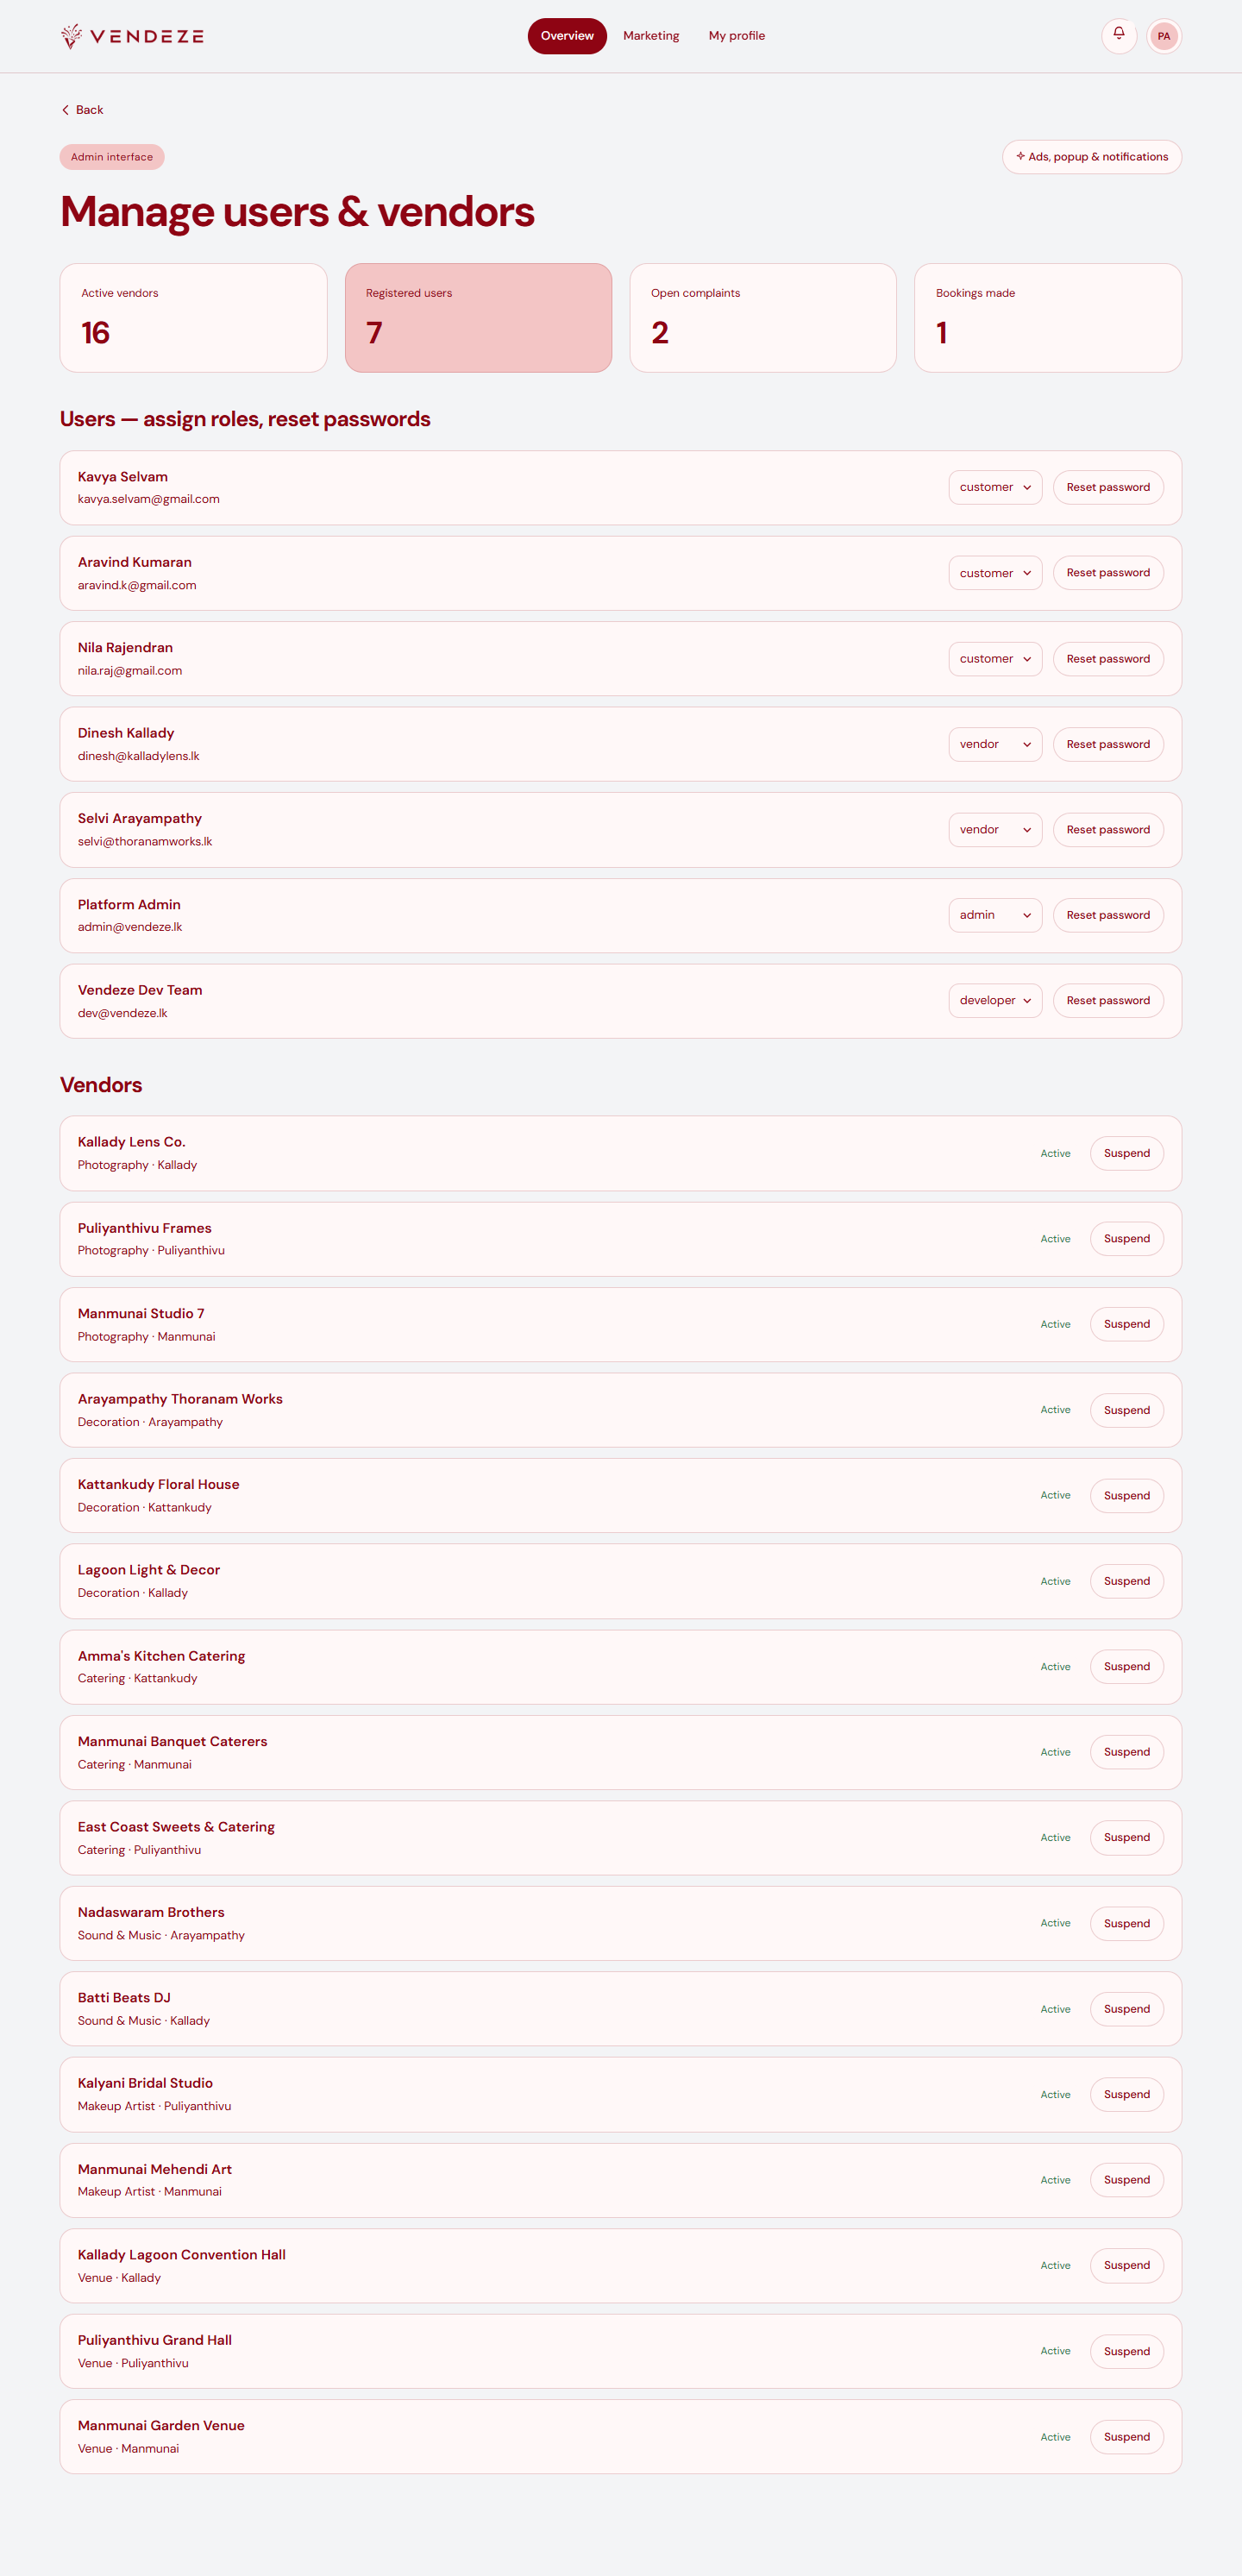 VENDEZE
Overview
Marketing
My profile
PA
Back
Admin interface
Ads, popup & notifications
Manage users & vendors
Active vendors
16
Registered users
7
Open complaints
2
Bookings made
1
Users — assign roles, reset passwords
Kavya Selvam
kavya.selvam@gmail.com
customer
Reset password
Aravind Kumaran
aravind.k@gmail.com
customer
Reset password
Nila Rajendran
nila.raj@gmail.com
customer
Reset password
Dinesh Kallady
dinesh@kalladylens.lk
vendor
Reset password
Selvi Arayampathy
selvi@thoranamworks.lk
vendor
Reset password
Platform Admin
admin@vendeze.lk
admin
Reset password
Vendeze Dev Team
dev@vendeze.lk
developer
Reset password
Vendors
Kallady Lens Co.
Photography · Kallady
Active
Suspend
Puliyanthivu Frames
Photography · Puliyanthivu
Active
Suspend
Manmunai Studio 7
Photography · Manmunai
Active
Suspend
Arayampathy Thoranam Works
Decoration · Arayampathy
Active
Suspend
Kattankudy Floral House
Decoration · Kattankudy
Active
Suspend
Lagoon Light & Decor
Decoration · Kallady
Active
Suspend
Amma's Kitchen Catering
Catering · Kattankudy
Active
Suspend
Manmunai Banquet Caterers
Catering · Manmunai
Active
Suspend
East Coast Sweets & Catering
Catering · Puliyanthivu
Active
Suspend
Nadaswaram Brothers
Sound & Music · Arayampathy
Active
Suspend
Batti Beats DJ
Sound & Music · Kallady
Active
Suspend
Kalyani Bridal Studio
Makeup Artist · Puliyanthivu
Active
Suspend
Manmunai Mehendi Art
Makeup Artist · Manmunai
Active
Suspend
Kallady Lagoon Convention Hall
Venue · Kallady
Active
Suspend
Puliyanthivu Grand Hall
Venue · Puliyanthivu
Active
Suspend
Manmunai Garden Venue
Venue · Manmunai
Active
Suspend